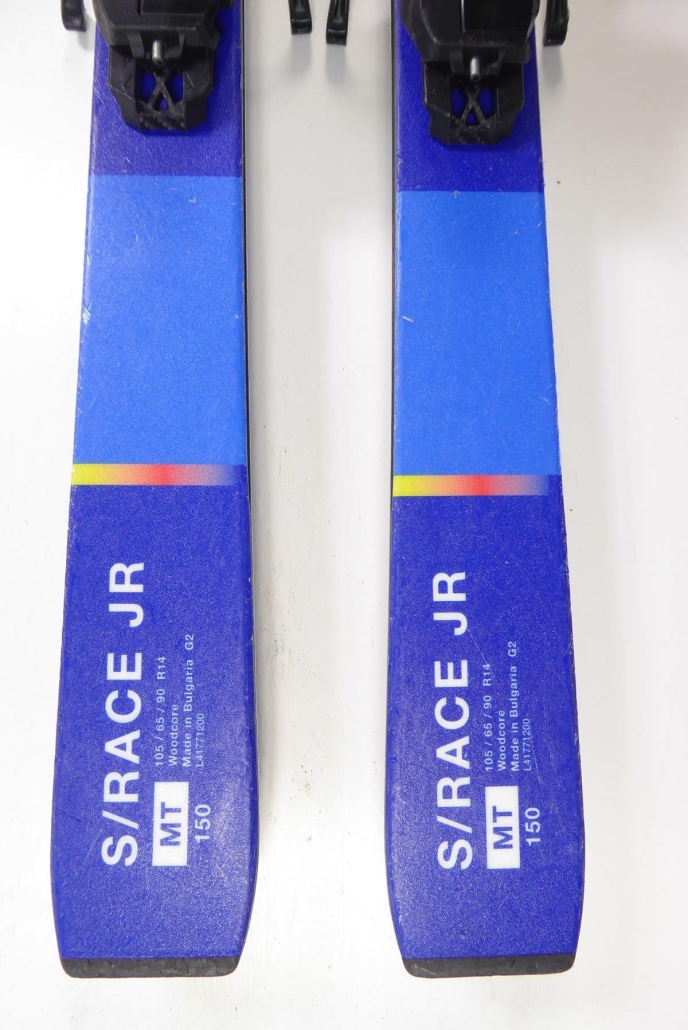 S/RACE JR
MT
105 / 65 / 90 R14
Woodcore
Made in Bulgaria G2
L41771200
150
S/RACE JR
MT
105 / 65 / 90 R14
Woodcore
Made in Bulgaria G2
L41771200
150